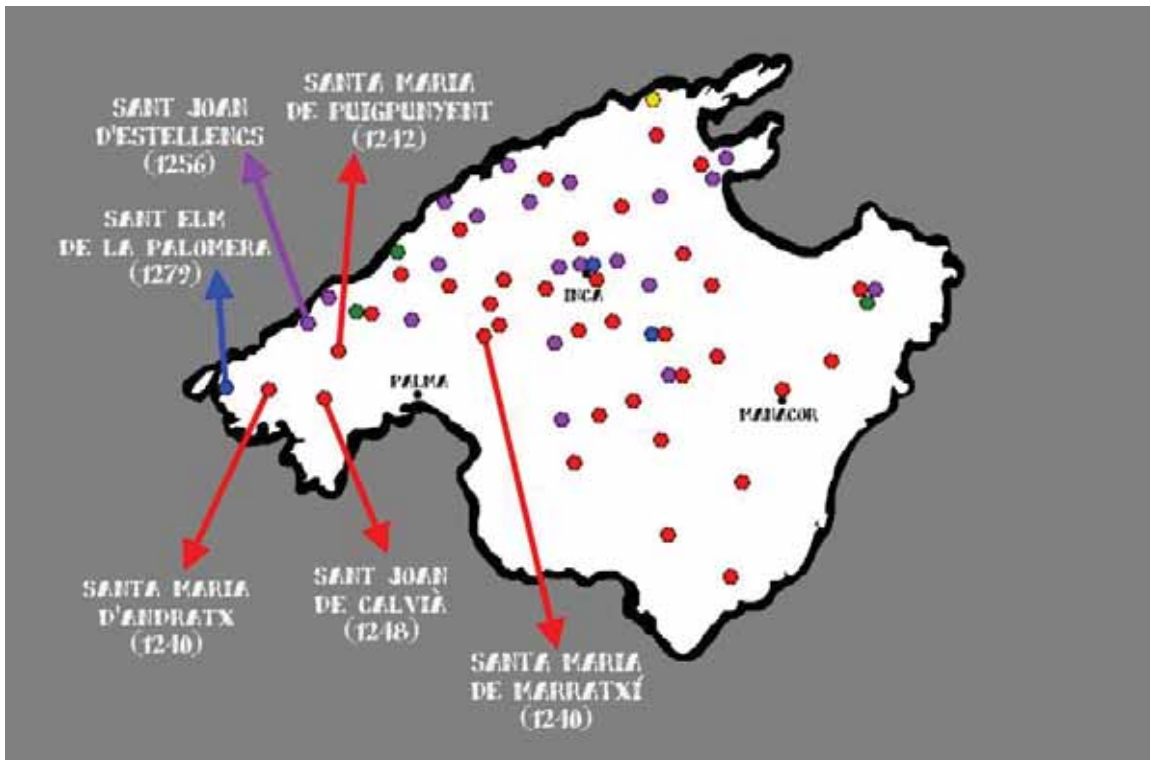 SANTA MARIA
DE PUIGPUNYENT
(1242)
SANT JOAN
D'ESTELLENCS
(1256)
SANT ELM
DE LA PALOMERA
(1279)
INCA
PALMA
MANACOR
SANTA MARIA
D'ANDRATX
(1240)
SANT JOAN
DE CALVIÀ
(1248)
SANTA MARIA
DE MARRATXÍ
(1240)